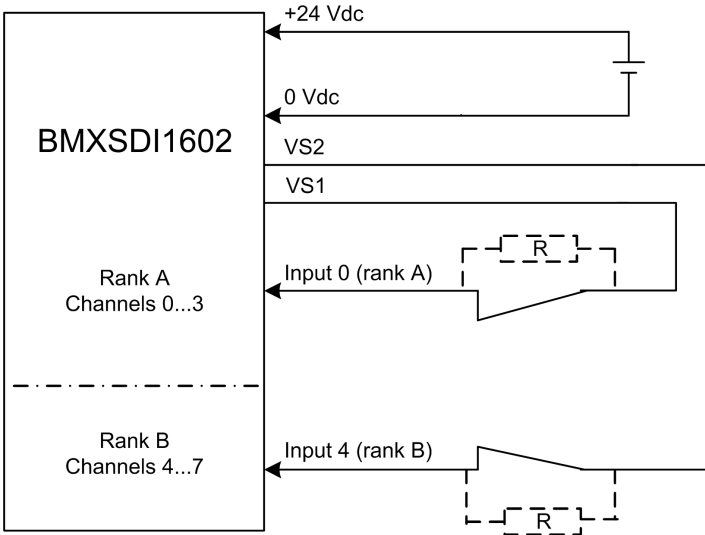 +24 Vdc
0 Vdc
BMXSDI1602
VS2
VS1
R
Rank A
Channels 0...3
Input 0 (rank A)
Rank B
Channels 4...7
Input 4 (rank B)
R